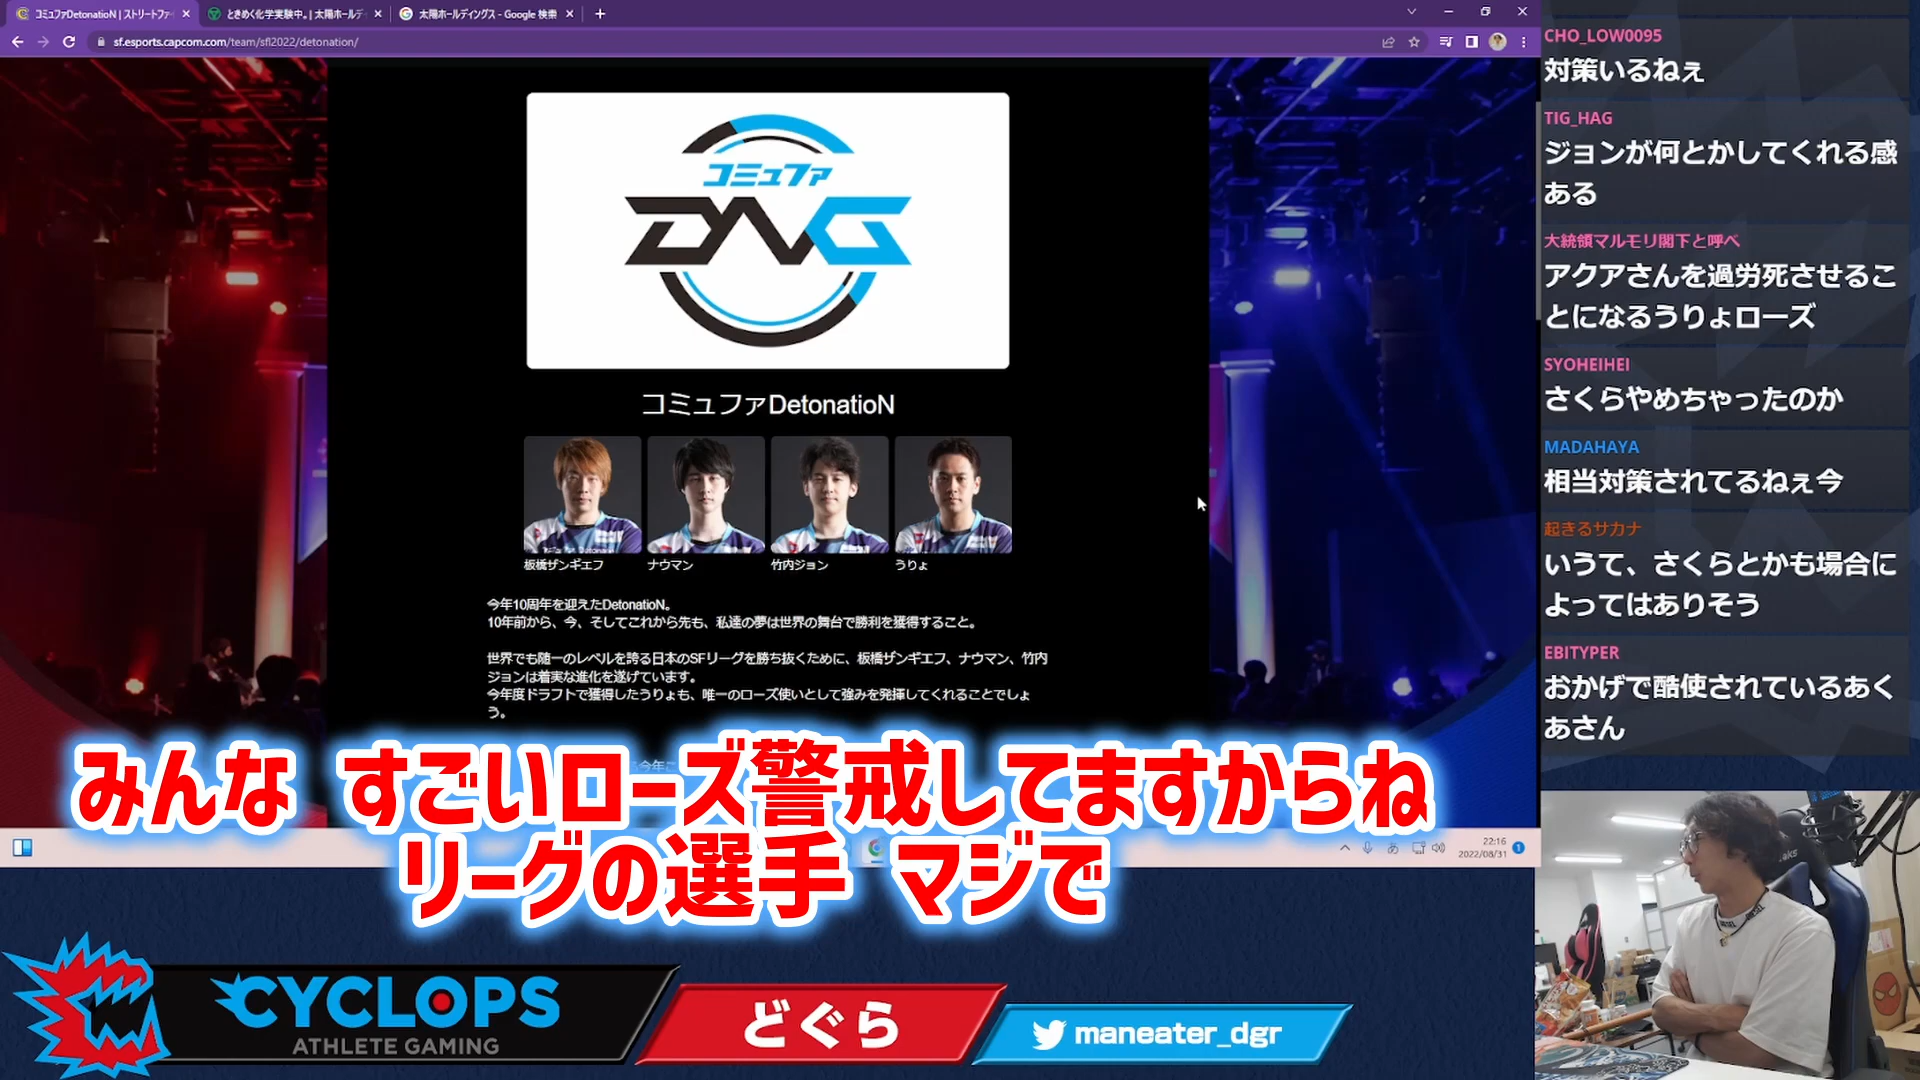 コミュファDetonatioN | ストリートファイ
ときめく化学実験中。| 太陽ホールデ
太陽ホールディングス - Google 検索
sf.esports.capcom.com/team/sfl2022/detonation/
コミュファ
DNG
コミュファDetonatioN
板橋ザンギエフ
ナウマン
竹内ジョン
うりょ
今年10周年を迎えたDetonatioN。
10年前から、今、そしてこれから先も、私達の夢は世界の舞台で勝利を獲得すること。
世界でも随一のレベルを誇る日本のSFリーグを勝ち抜くために、板橋ザンギエフ、ナウマン、竹内
ジョンは着実な進化を遂げています。
今年度ドラフトで獲得したうりょも、唯一のローズ使いとして強みを発揮してくれることでしょ
う。
みんな すごいローズ警戒してますからね
リーグの選手 マジで
22:16
2022/08/31
1
CYCLOPS
ATHLETE GAMING
どぐら
maneater_dgr
CHO_LOW0095
対策いるねぇ
TIG_HAG
ジョンが何とかしてくれる感
ある
大統領マルモリ閣下と呼べ
アクアさんを過労死させるこ
とになるうりょローズ
SYOHEIHEI
さくらやめちゃったのか
MADAHAYA
相当対策されてるねぇ今
起きるサカナ
いうて、さくらとかも場合に
よってはありそう
EBITYPER
おかげで酷使されているあく
あさん